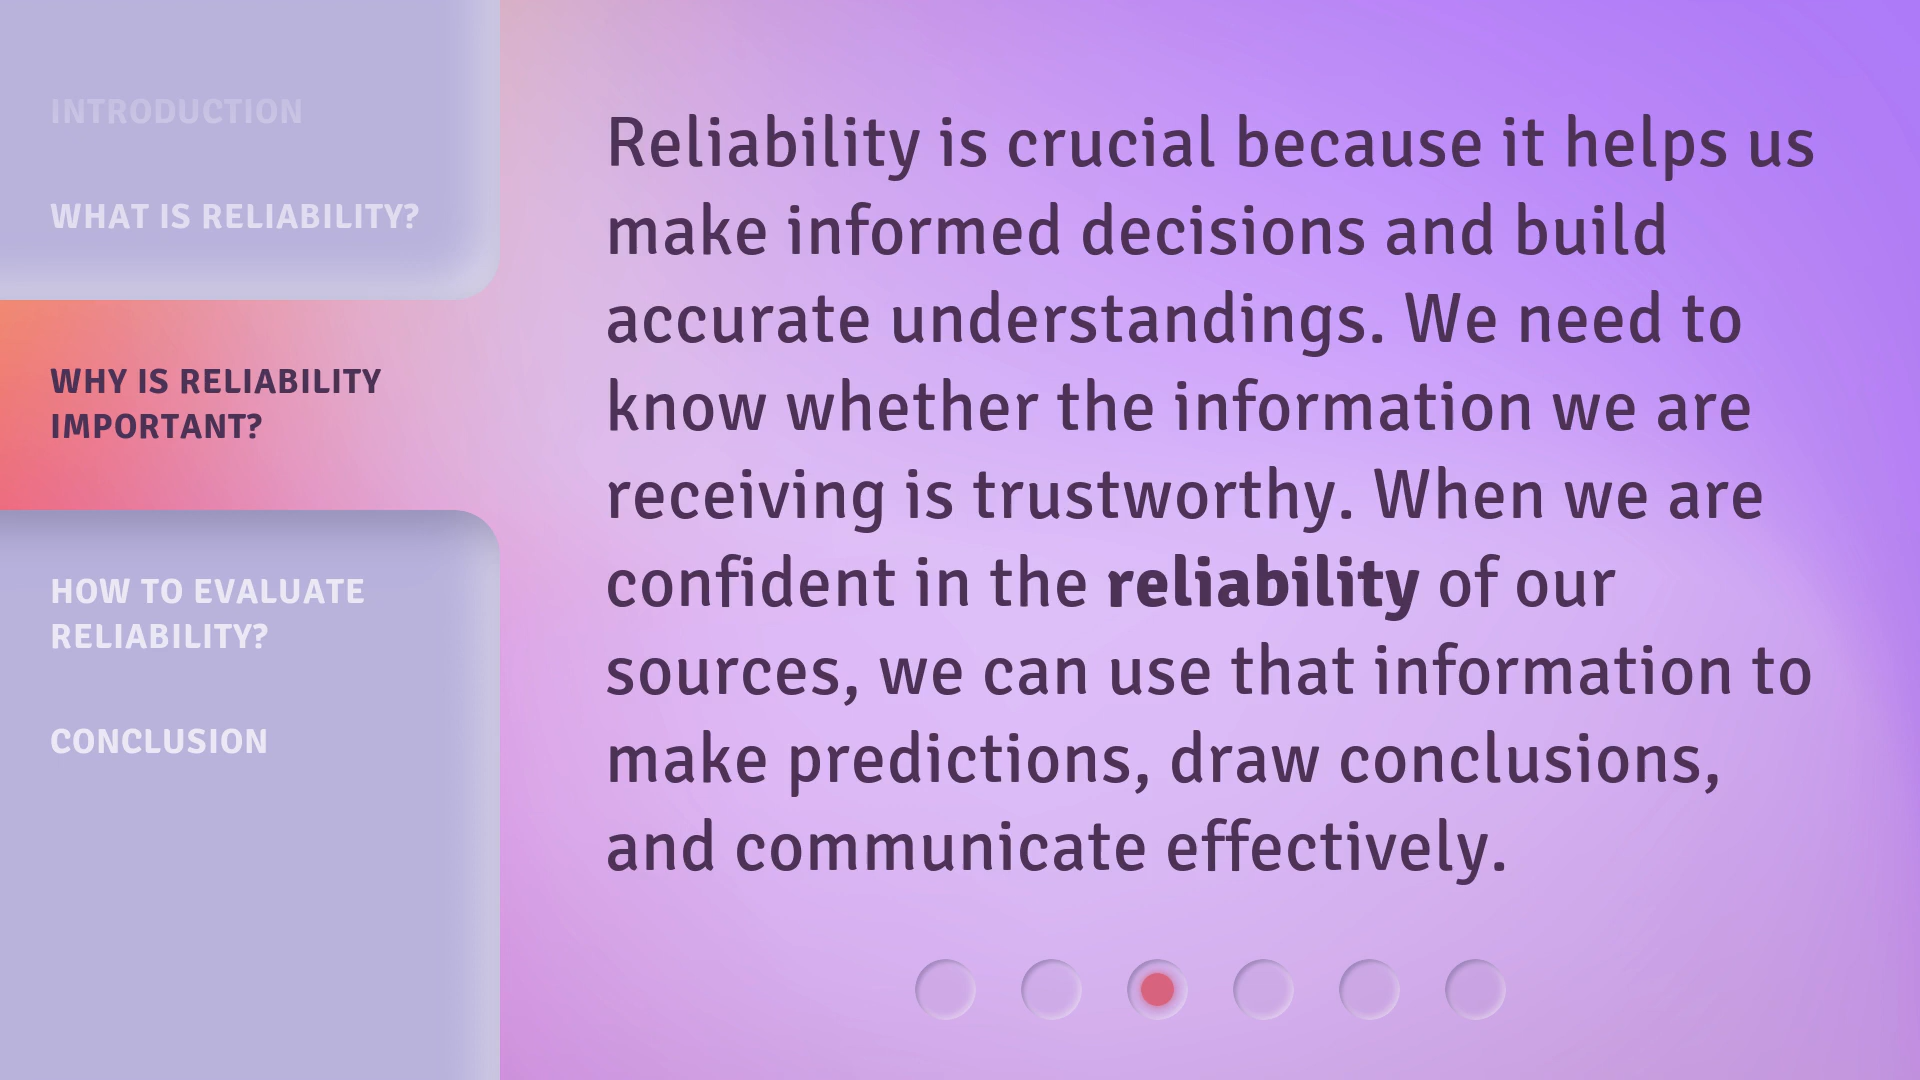 INTRODUCTION
WHAT IS RELIABILITY?
WHY IS RELIABILITY
IMPORTANT?
HOW TO EVALUATE
RELIABILITY?
CONCLUSION
Reliability is crucial because it helps us
make informed decisions and build
accurate understandings. We need to
know whether the information we are
receiving is trustworthy. When we are
confident in the reliability of our
sources, we can use that information to
make predictions, draw conclusions,
and communicate effectively.